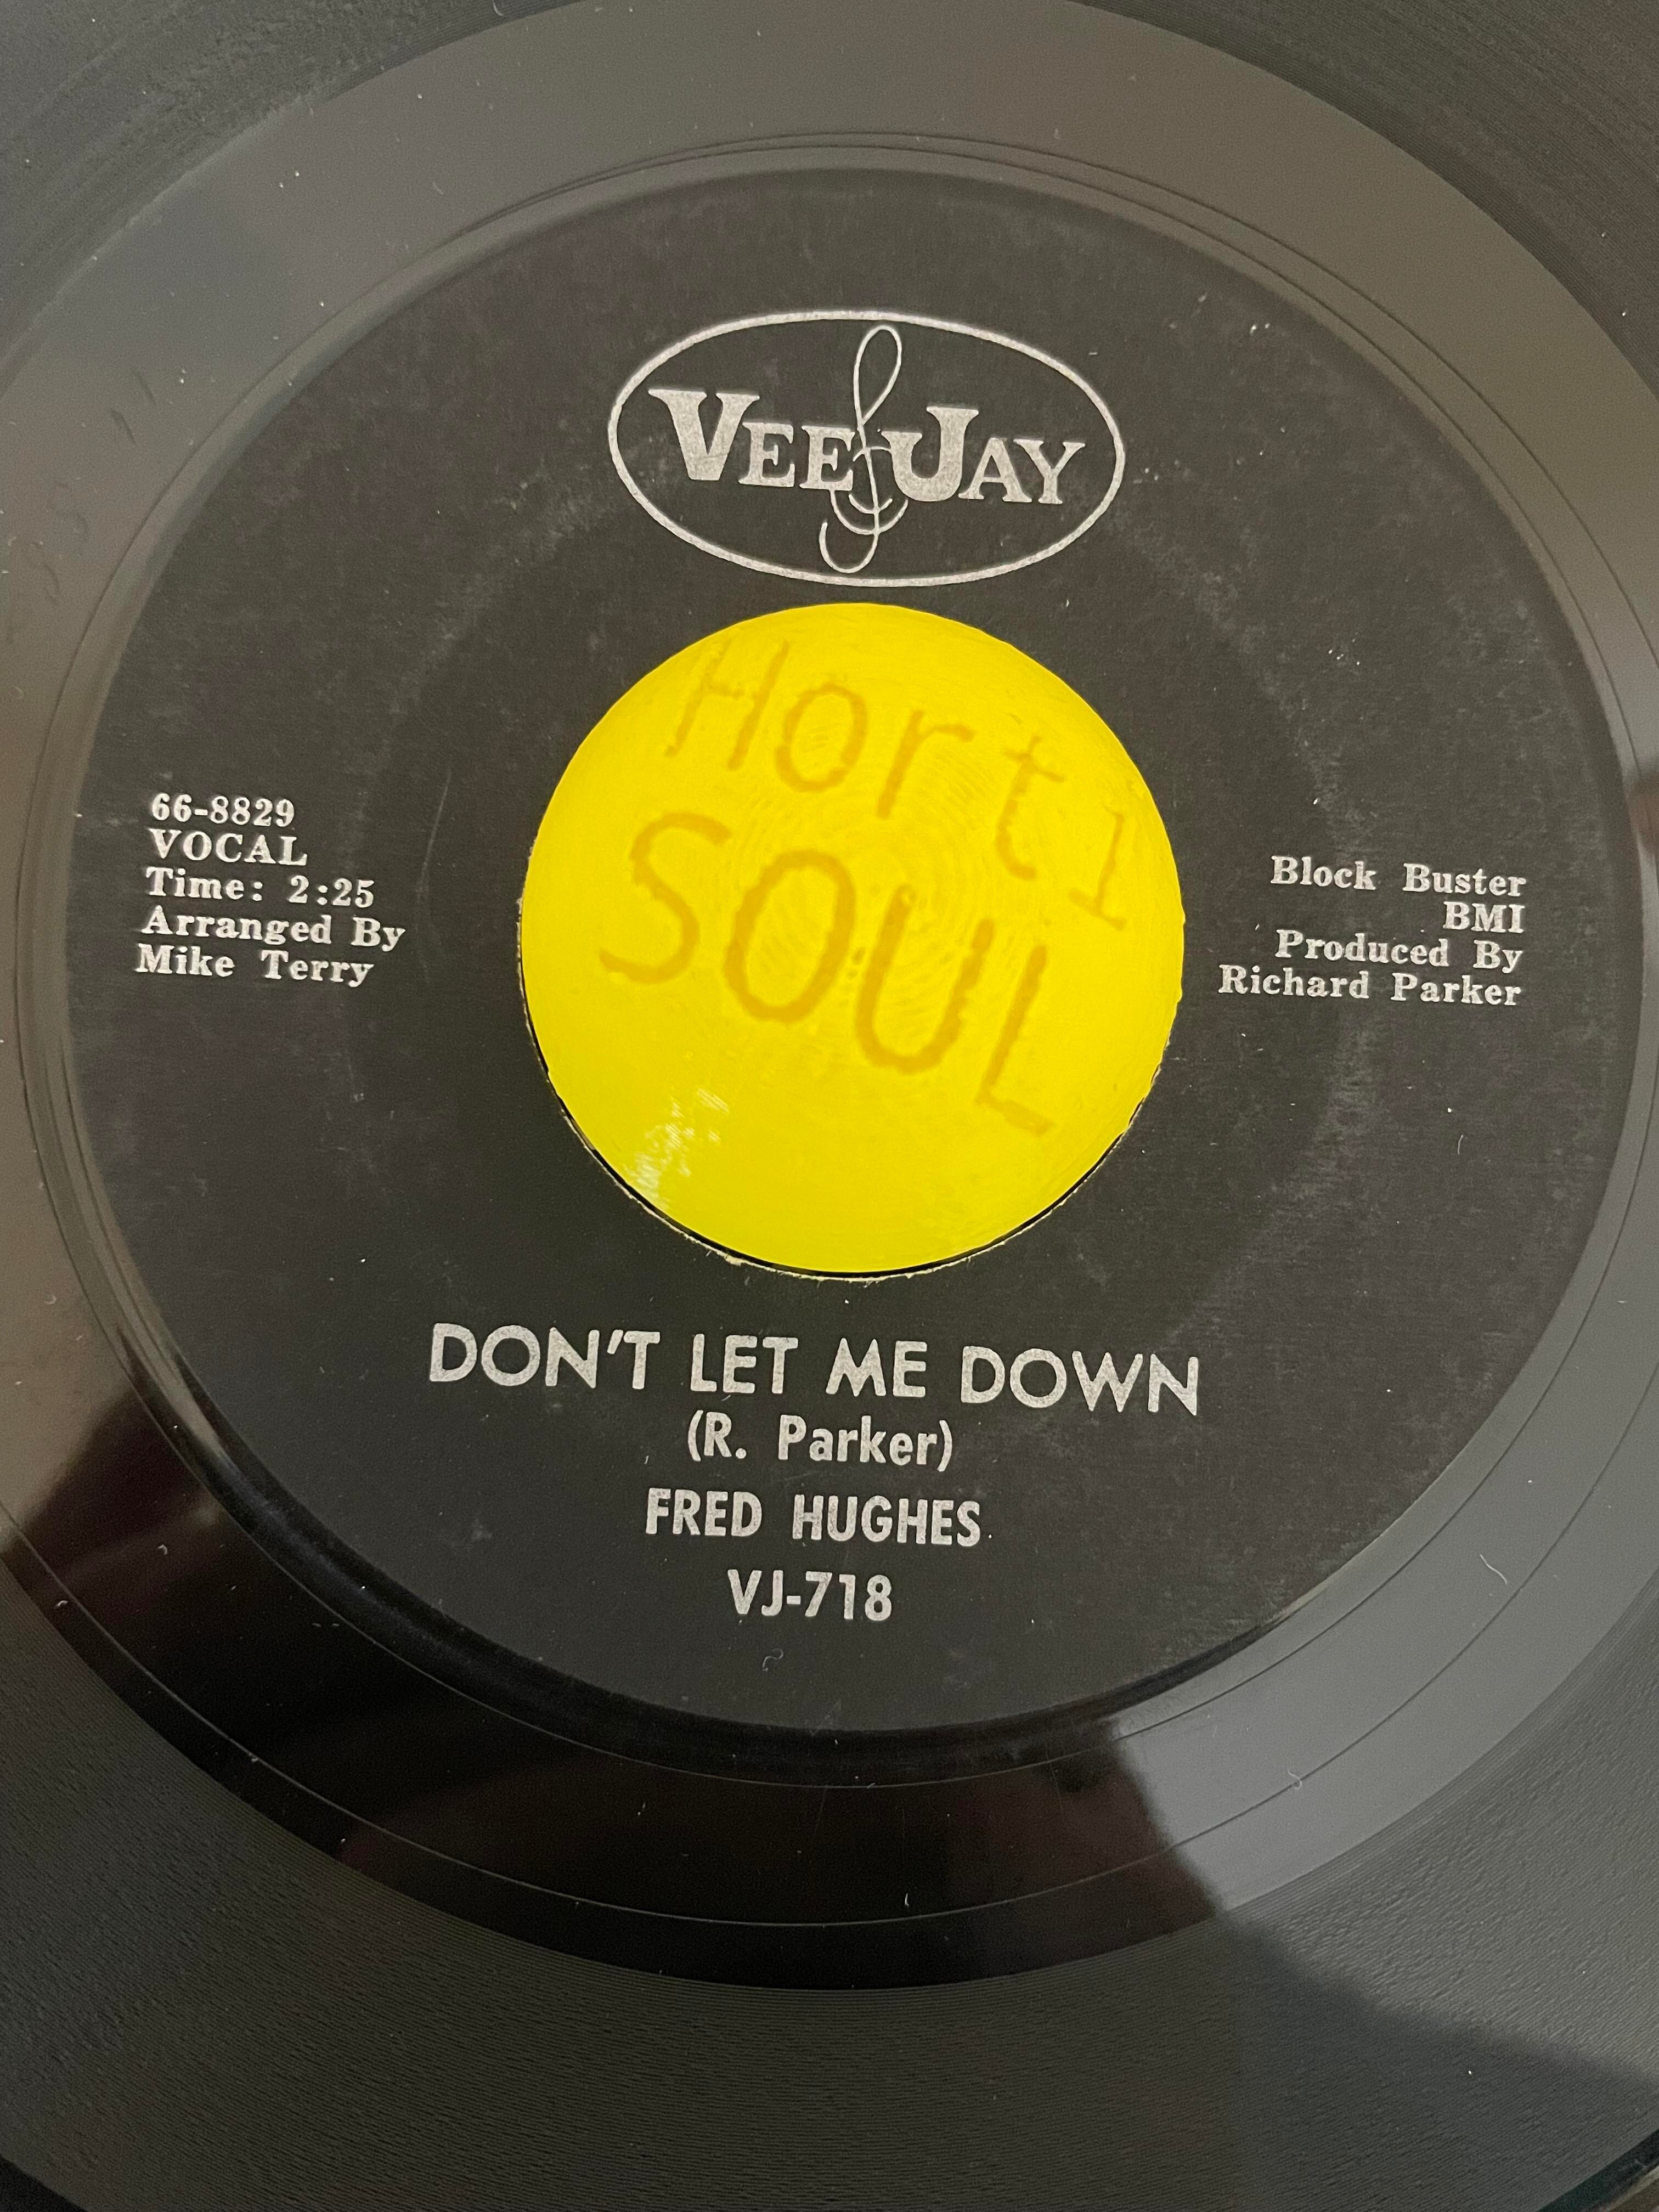 VEE JAY
Horti
SOUL
66-8829
VOCAL
Time: 2:25
Arranged By
Mike Terry
Block Buster
BMI
Produced By
Richard Parker
DON'T LET ME DOWN
(R. Parker)
FRED HUGHES
VJ-718